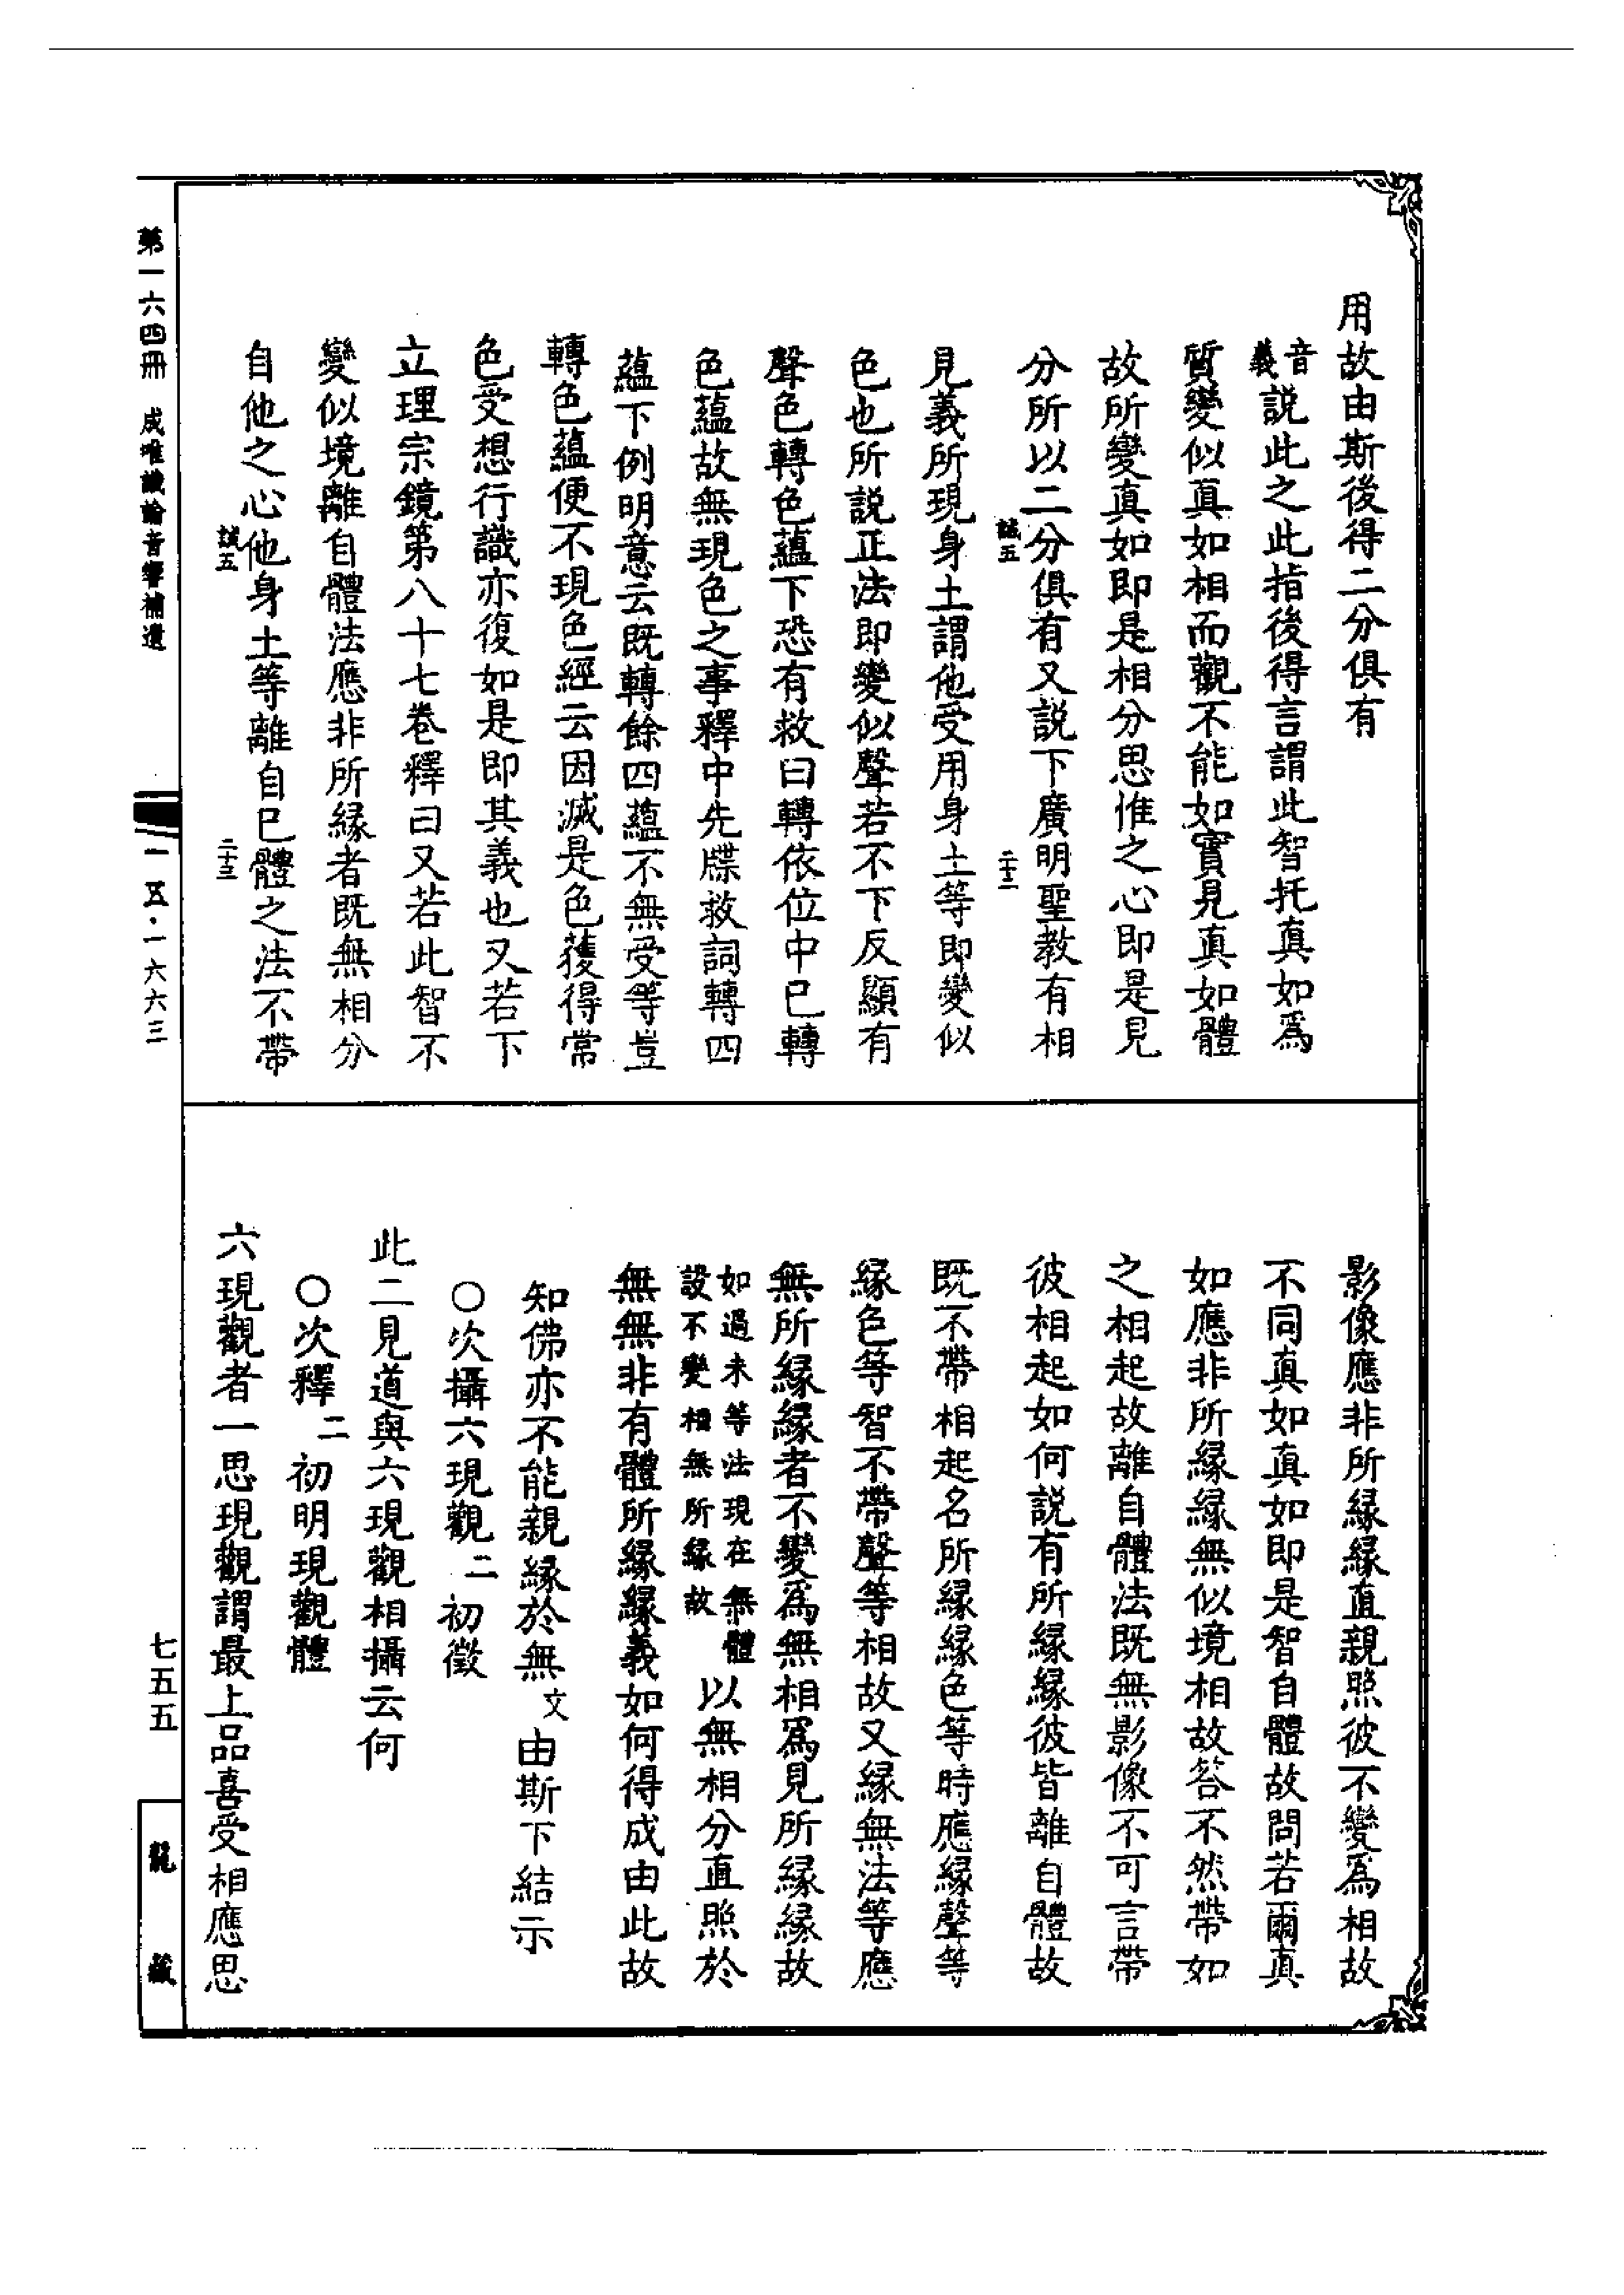 用故由斯後得二分俱有
音義説此之此指後得言謂此智托真如爲
質變似真如相而觀不能如實見真如體
故所變真如即是相分思惟之心即是見
分所以二分俱有又説下廣明聖教有相
誠五
二十二
見義所現身土謂他受用身土等即變似
色也所説正法即變似聲若不下反顯有
聲色轉色蘊下恐有救曰轉依位中已轉
色蘊故無現色之事釋中先牒救詞轉四
蘊下例明意云既轉餘四蘊不無受等豈
轉色蘊便不現色經云因滅是色䕶得常
色受想行識亦復如是即其義也又若下
立理宗鏡第八十七卷釋曰又若此智不
變似境離自體法應非所緣者既無相分
自他之心他身土等離自巳體之法不帶
誠五
二十三
影像應非所緣緣直親照彼不變爲相故
不同真如真如即是智自體故問若爾真
如應非所緣緣無似境相故荅不然帶如
之相起故離自體法既無影像不可言帶
彼相起如何説有所緣緣彼皆離自體故
既不帶相起名所緣緣色等時應緣聲等
緣色等智不帶聲等相故又緣無法等應
無所緣緣者不變爲無相爲見所緣緣故
如過未等法現在無體
設不變相無所緣故
以無相分直照於
無無非有體所緣緣義如何得成由此故
知佛亦不能親緣於無文由斯下結示
○次攝六現觀二初徵
此二見道與六現觀相攝云何
○次釋二初明現觀體
六現觀者一思現觀謂最上品喜受相應思
第一六四冊　成唯識論音響補遺
一一五·一六六三
七五五
龍藏